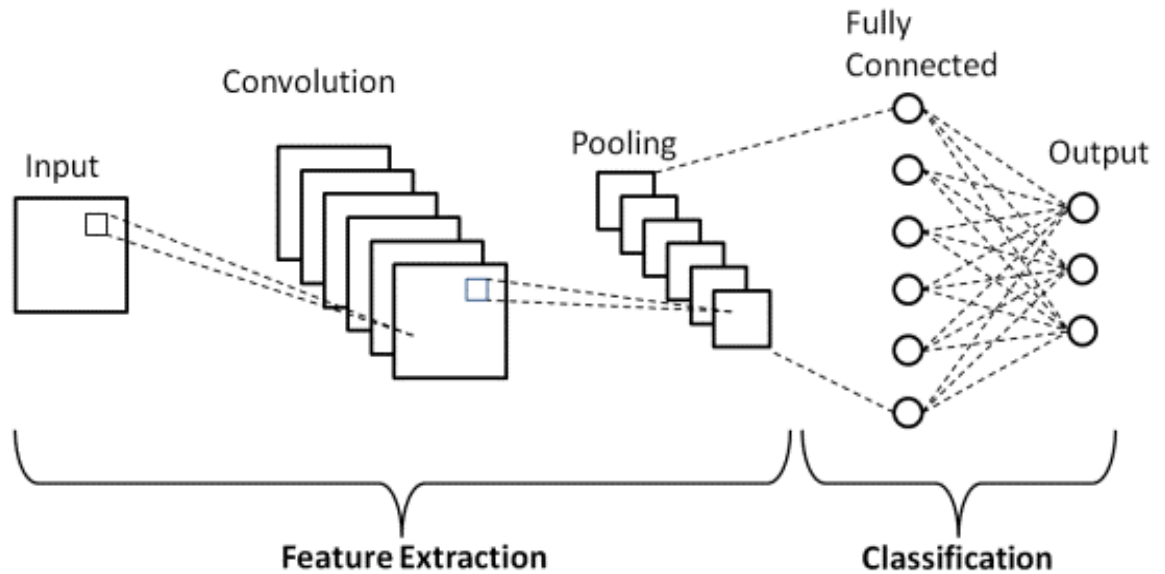 Input
Convolution
Pooling
Fully
Connected
Output
Feature Extraction
Classification